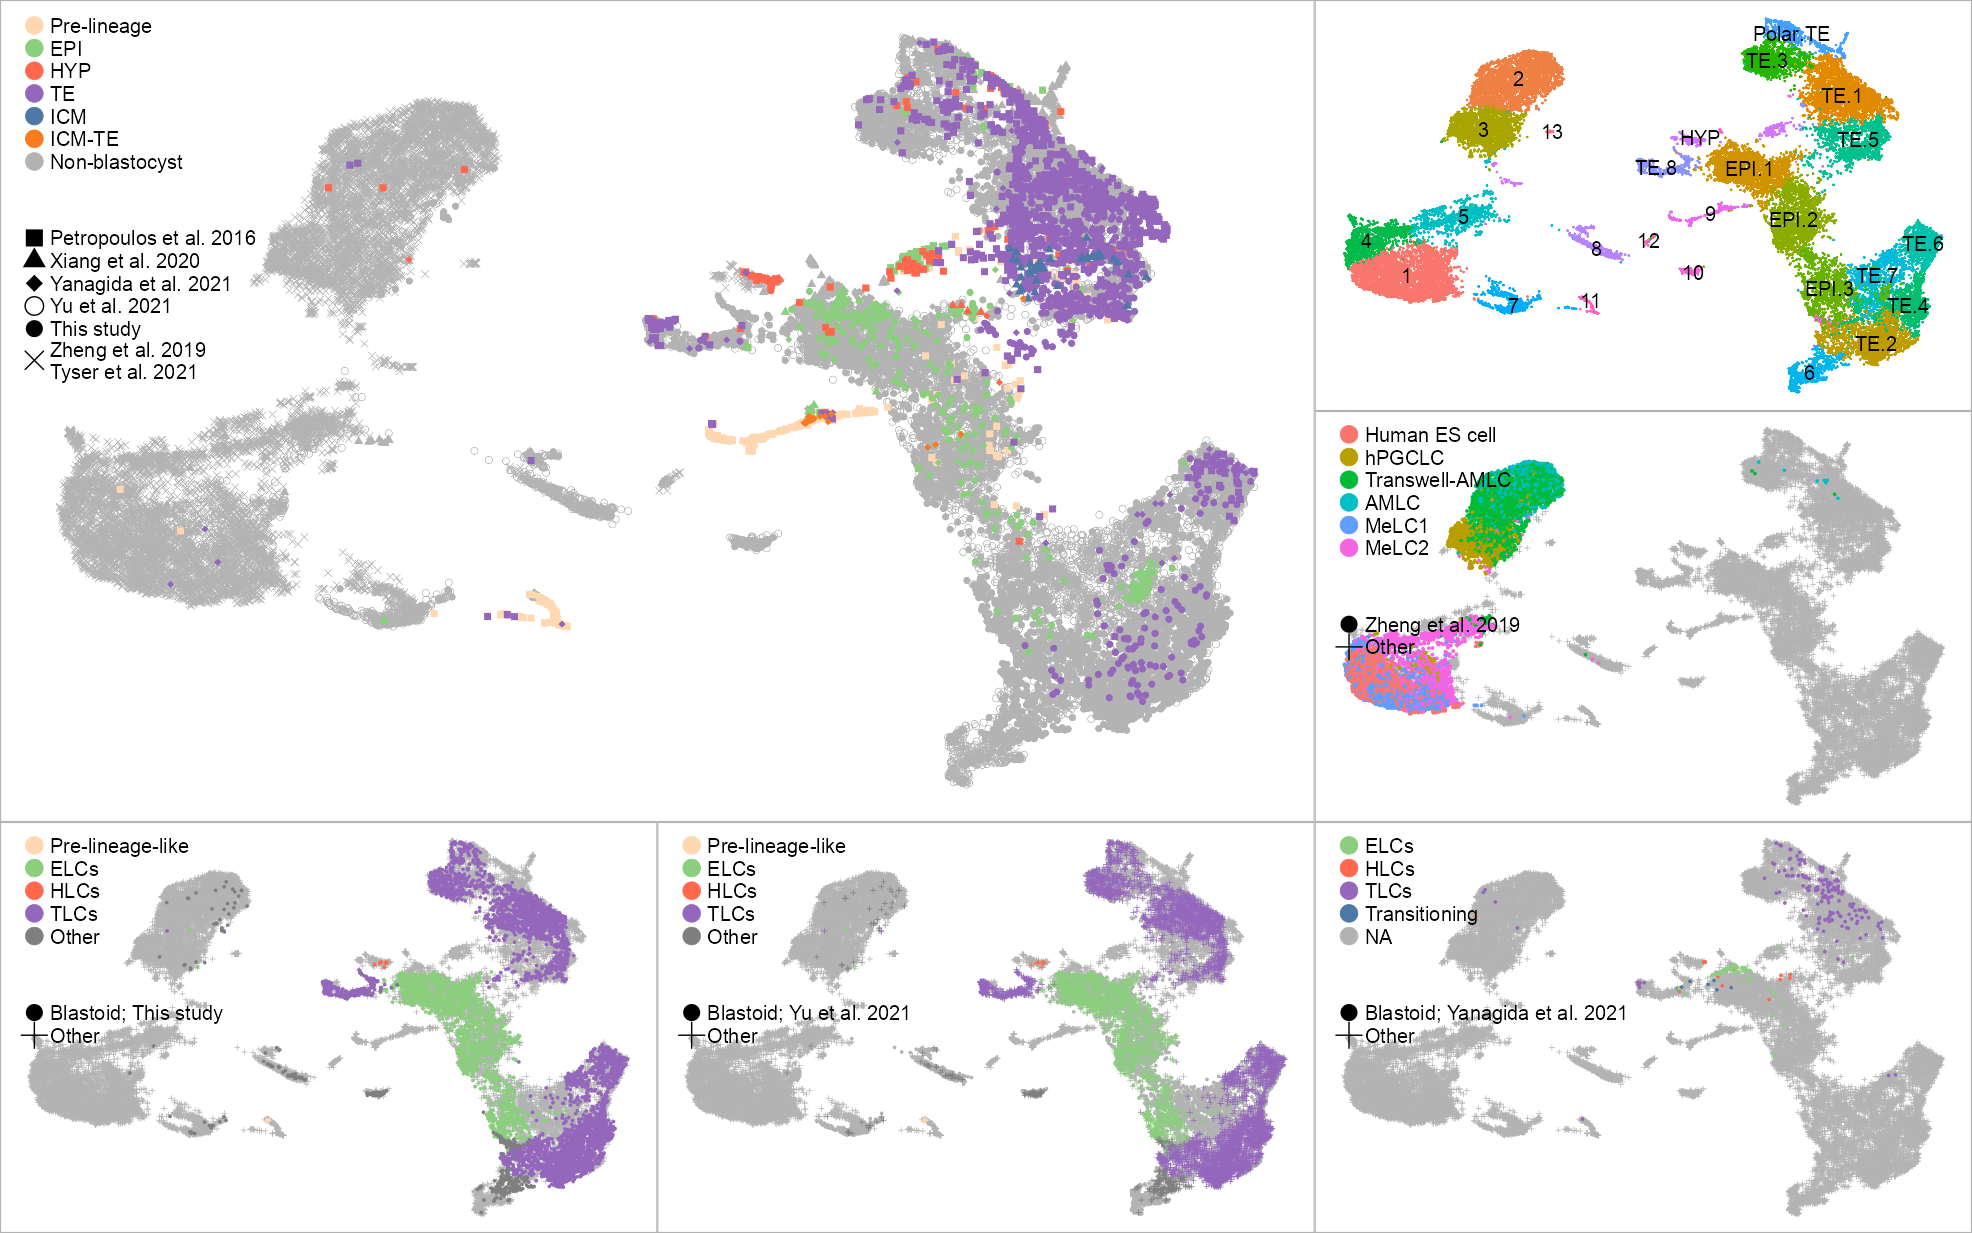 Pre-lineage
EPI
HYP
TE
ICM
ICM-TE
Non-blastocyst
Petropoulos et al. 2016
Xiang et al. 2020
Yanagida et al. 2021
Yu et al. 2021
This study
Zheng et al. 2019
Tyser et al. 2021
Polar.TE
TE.3
2
TE.1
3
13
HYP
TE.5
TE.8
EPI.1
5
9
EPI.2
4
12
8
TE.6
1
10
TE.7
EPI.3
7
11
TE.4
TE.2
6
Human ES cell
hPGCLC
Transwell-AMLC
AMLC
MeLC1
MeLC2
Zheng et al. 2019
Other
Pre-lineage-like
ELCs
HLCs
TLCs
Other
Blastoid; This study
Other
Pre-lineage-like
ELCs
HLCs
TLCs
Other
Blastoid; Yu et al. 2021
Other
ELCs
HLCs
TLCs
Transitioning
NA
Blastoid; Yanagida et al. 2021
Other